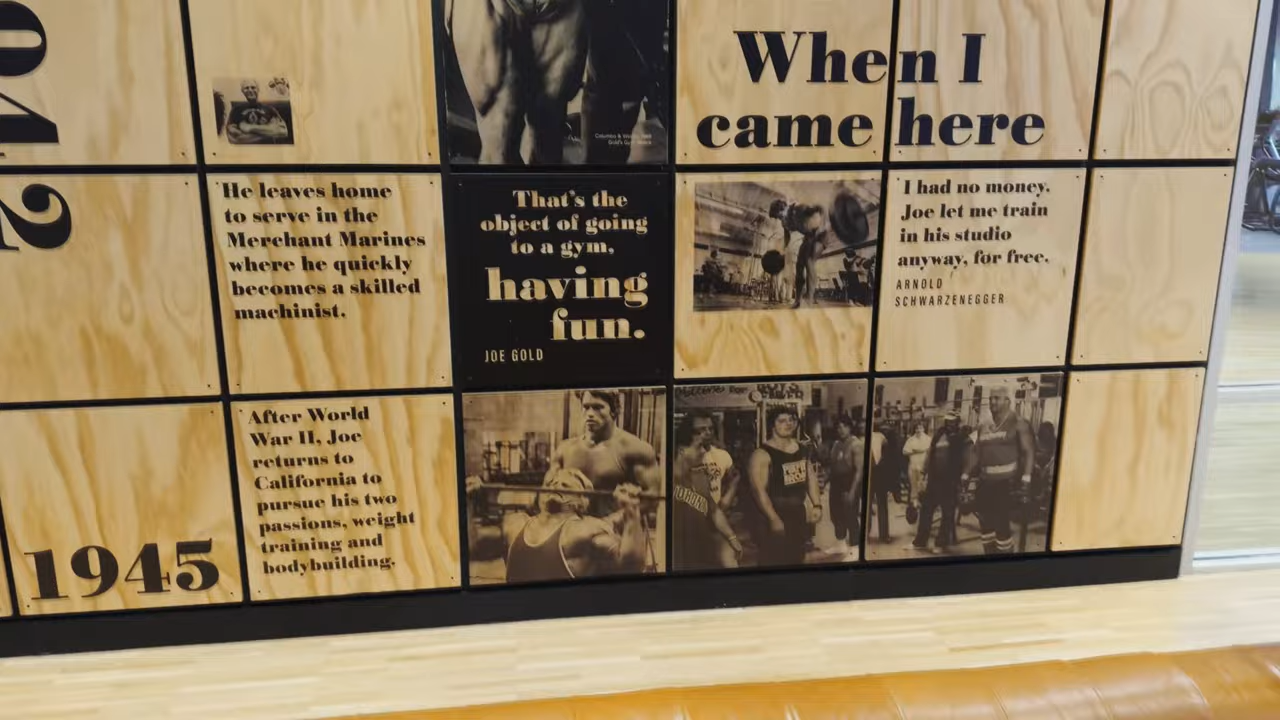 1942
He leaves home
to serve in the
Merchant Marines
where he quickly
becomes a skilled
machinist.
1945
After World
War II, Joe
returns to
California to
pursue his two
passions, weight
training and
bodybuilding.
That's the
object of going
to a gym,
having
fun.
JOE GOLD
When I
came here
I had no money.
Joe let me train
in his studio
anyway, for free.
ARNOLD
SCHWARZENEGGER